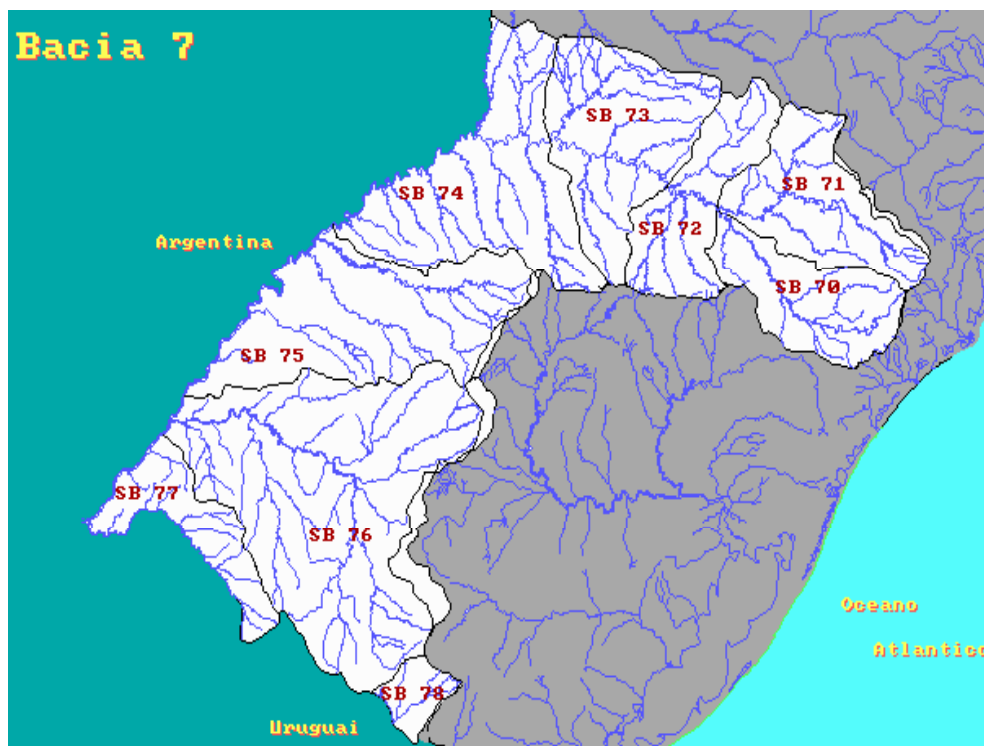 Bacia 7
SB 73
SB 71
SB 74
SB 72
Argentina
SB 70
SB 75
SB 77
SB 76
Oceano
Atlantico
SB 78
Uruguai